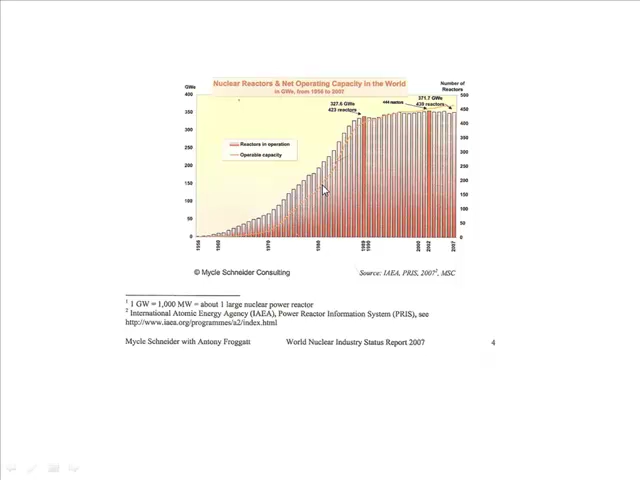 Nuclear Reactors & Net Operating Capacity in the World
in GWe, from 1956 to 2007
GWe
Number of
Reactors
400
350
300
250
200
150
100
50
0
500
450
400
350
300
250
200
150
100
50
0
327.6 GWe
423 reactors
444 reactors
371.7 GWe
439 reactors
Reactors in operation
Operable capacity
1956
1960
1970
1980
1989
1990
2000
2002
2007
© Mycle Schneider Consulting
Source: IAEA, PRIS, 2007², MSC
¹ 1 GW = 1,000 MW = about 1 large nuclear power reactor
² International Atomic Energy Agency (IAEA), Power Reactor Information System (PRIS), see
http://www.iaea.org/programmes/a2/index.html
Mycle Schneider with Antony Froggatt
World Nuclear Industry Status Report 2007
4